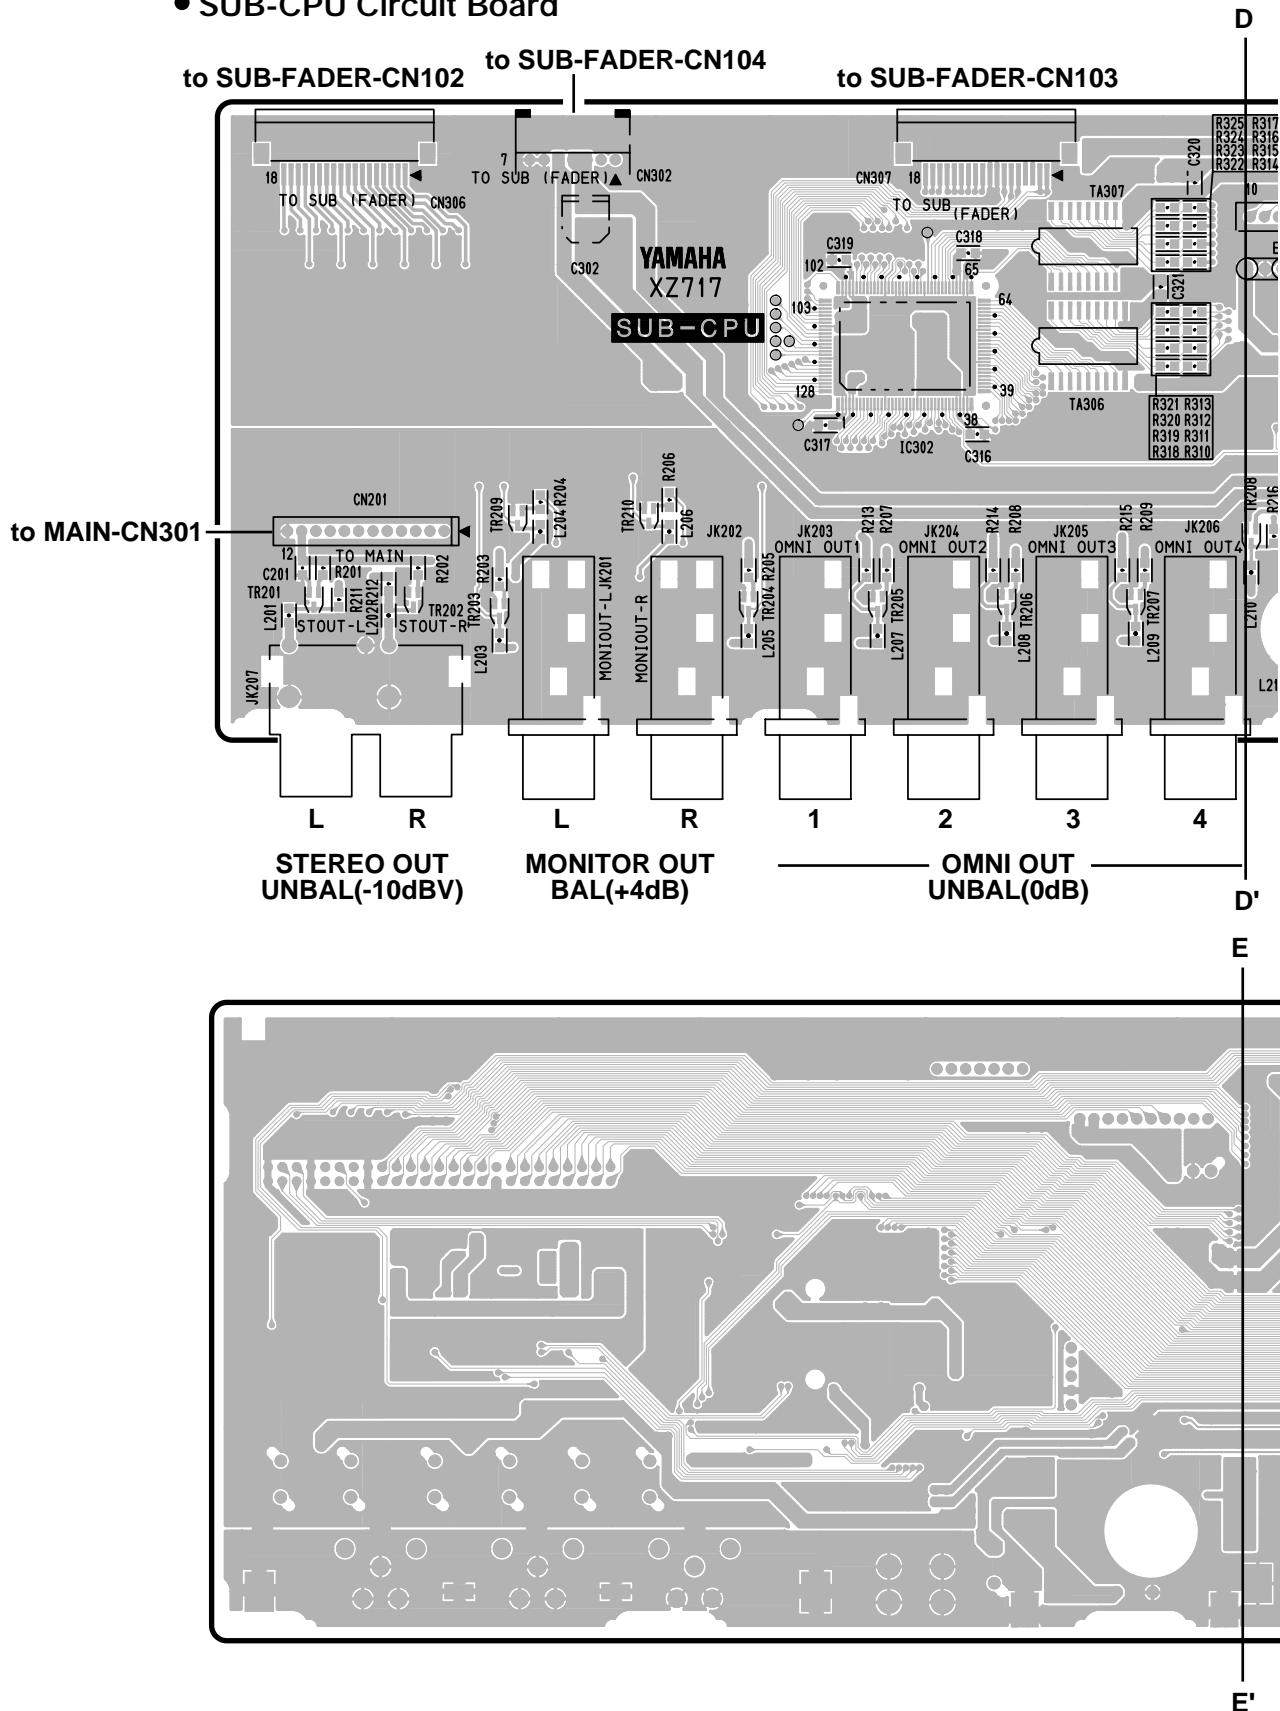 • SUB-CPU Circuit Board
D
to SUB-FADER-CN102
to SUB-FADER-CN104
to SUB-FADER-CN103
18
TO SUB (FADER)
CN306
7
TO SUB (FADER)
CN302
C302
CN307
18
TO SUB
(FADER)
TA307
C320
R325 R317
R324 R316
R323 R315
R322 R314
10
YAMAHA
XZ717
SUB-CPU
C319
102
C318
65
103
64
C321
128
39
38
C317
IC302
C316
TA306
R321 R313
R320 R312
R319 R311
R318 R310
to MAIN-CN301
CN201
12
TO MAIN
C201
R201
R202
TR201
L201
R211
L202
R212
TR202
STOUT-L
STOUT-R
JK207
R203
TR203
L203
TR209
R204
L204
JK201
MONIOUT-L
TR210
R206
L206
JK202
MONIOUT-R
R205
TR204
L205
JK203
OMNI OUT1
R213
R207
TR205
L207
JK204
OMNI OUT2
R214
R208
TR206
L208
JK205
OMNI OUT3
R215
R209
TR207
L209
JK206
OMNI OUT4
TR208
R216
L210
L21
L
R
L
R
1
2
3
4
STEREO OUT
UNBAL(-10dBV)
MONITOR OUT
BAL(+4dB)
OMNI OUT
UNBAL(0dB)
D'
E
E'